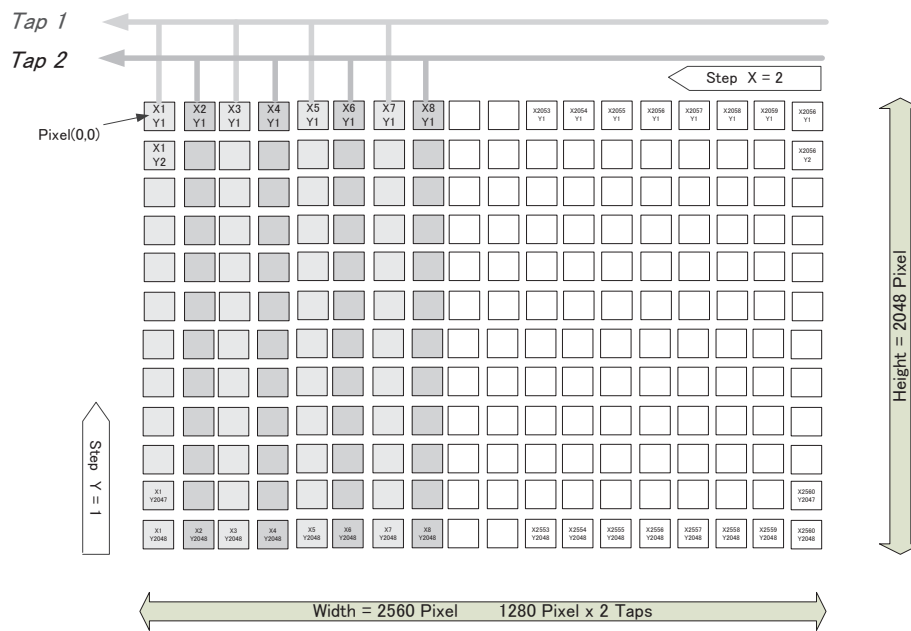 Tap 1
Tap 2
Step X = 2
X1 X2 X3 X4 X5 X6 X7 X8 X2053 X2054 X2055 X2056 X2057 X2058 X2059 X2056
Y1 Y1 Y1 Y1 Y1 Y1 Y1 Y1 Y1 Y1 Y1 Y1 Y1 Y1 Y1 Y1
Pixel(0,0)
X1 X2056
Y2 Y2
Height = 2048 Pixel
Step Y = 1
X1 X2560
Y2047 Y2047
X1 X2 X3 X4 X5 X6 X7 X8 X2553 X2554 X2555 X2556 X2557 X2558 X2559 X2560
Y2048 Y2048 Y2048 Y2048 Y2048 Y2048 Y2048 Y2048 Y2048 Y2048 Y2048 Y2048 Y2048 Y2048 Y2048 Y2048
Width = 2560 Pixel 1280 Pixel x 2 Taps